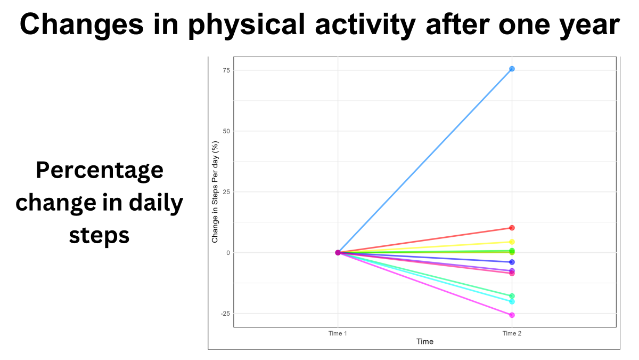 Changes in physical activity after one year
Percentage
change in daily
steps
Change in Steps Per day (%)
75
50
25
0
-25
Time 1
Time 2
Time